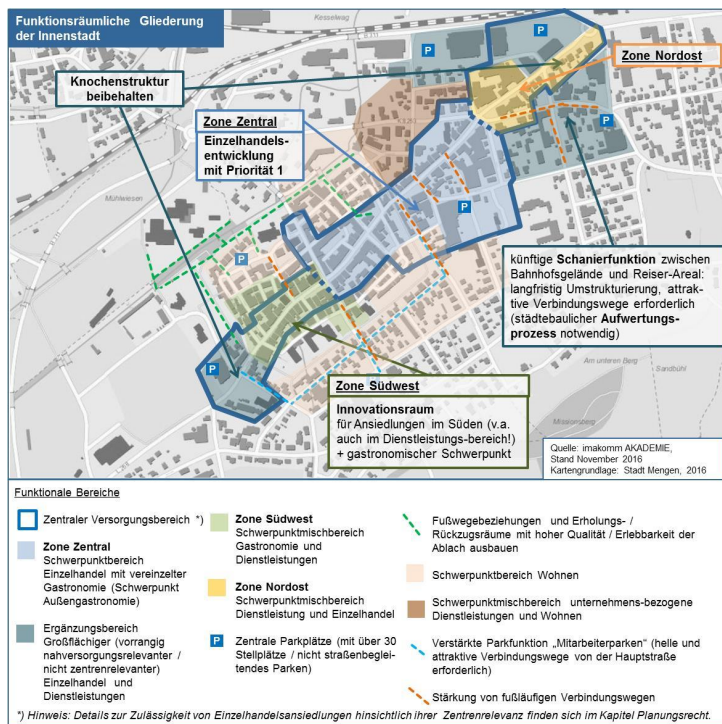 Funktionsräumliche Gliederung
der Innenstadt
Kesselwag
Zone Nordost
Knochenstruktur
beibehalten
Zone Zentral
Einzelhandels-
entwicklung
mit Priorität 1
Mühlwiesen
P
P
P
P
P
P
künftige Schanierfunktion zwischen
Bahnhofsgelände und Reiser-Areal:
langfristig Umstrukturierung, attrak-
tive Verbindungswege erforderlich
(städtebaulicher Aufwertungs-
prozess notwendig)
Am unteren Berg
Sandbühl
Missionsberg
Zone Südwest
Innovationsraum
für Ansiedlungen im Süden (v.a.
auch im Dienstleistungs-bereich!)
+ gastronomischer Schwerpunkt
Quelle: imakomm AKADEMIE,
Stand November 2016
Kartengrundlage: Stadt Mengen, 2016
Funktionale Bereiche
Zentraler Versorgungsbereich *)
Zone Zentral
Schwerpunktbereich
Einzelhandel mit vereinzelter
Gastronomie (Schwerpunkt
Außengastronomie)
Ergänzungsbereich
Großflächiger (vorrangig
nahversorgungsrelevanter /
nicht zentrenrelevanter)
Einzelhandel und
Dienstleistungen
Zone Südwest
Schwerpunktmischbereich
Gastronomie und
Dienstleistungen
Zone Nordost
Schwerpunktmischbereich
Dienstleistung und Einzelhandel
P
Zentrale Parkplätze (mit über 30
Stellplätze / nicht straßenbeglei-
tendes Parken)
Fußwegebeziehungen und Erholungs- /
Rückzugsräume mit hoher Qualität / Erlebbarkeit der
Ablach ausbauen
Schwerpunktbereich Wohnen
Schwerpunktmischbereich unternehmens-bezogene
Dienstleistungen und Wohnen
Verstärkte Parkfunktion „Mitarbeiterparken“ (helle und
attraktive Verbindungswege von der Hauptstraße
erforderlich)
Stärkung von fußläufigen Verbindungswegen
*) Hinweis: Details zur Zulässigkeit von Einzelhandelsansiedlungen hinsichtlich ihrer Zentrenrelevanz finden sich im Kapitel Planungsrecht.